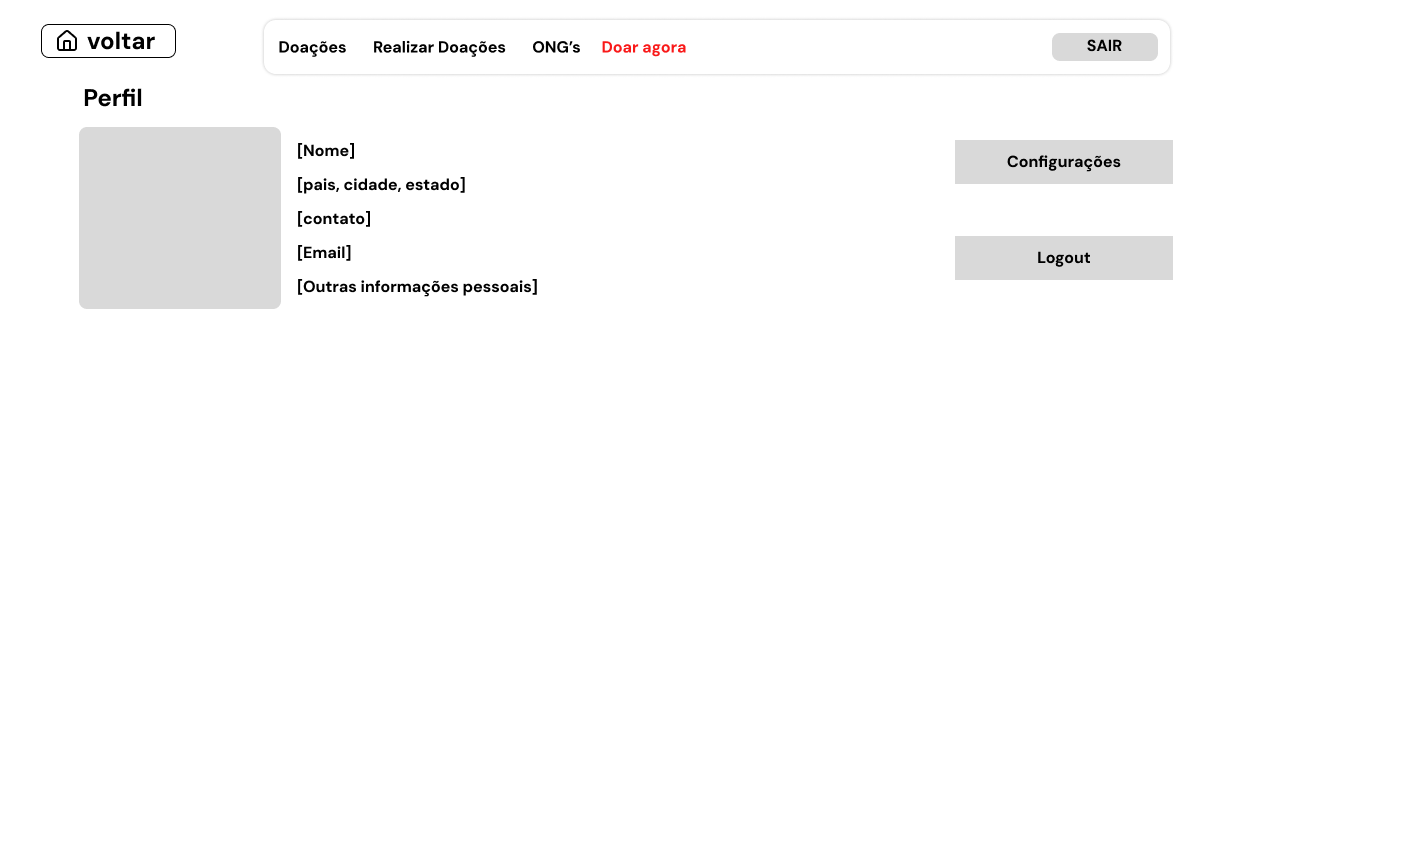 voltar
Doações Realizar Doações ONG’s Doar agora SAIR
Perfil
[Nome]
[pais, cidade, estado]
[contato]
[Email]
[Outras informações pessoais]
Configurações
Logout